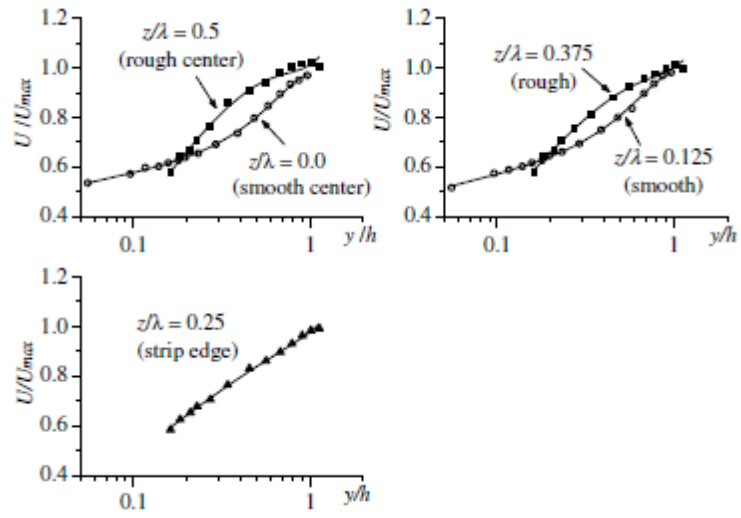 1.2
1.0
0.8
0.6
0.4
U /Umax
z/λ = 0.5
(rough center)
z/λ = 0.0
(smooth center)
0.1
1
y/h
1.2
1.0
0.8
0.6
0.4
U/Umax
z/λ = 0.375
(rough)
z/λ = 0.125
(smooth)
0.1
1
y/h
1.2
1.0
0.8
0.6
0.4
U/Umax
z/λ = 0.25
(strip edge)
0.1
1
y/h